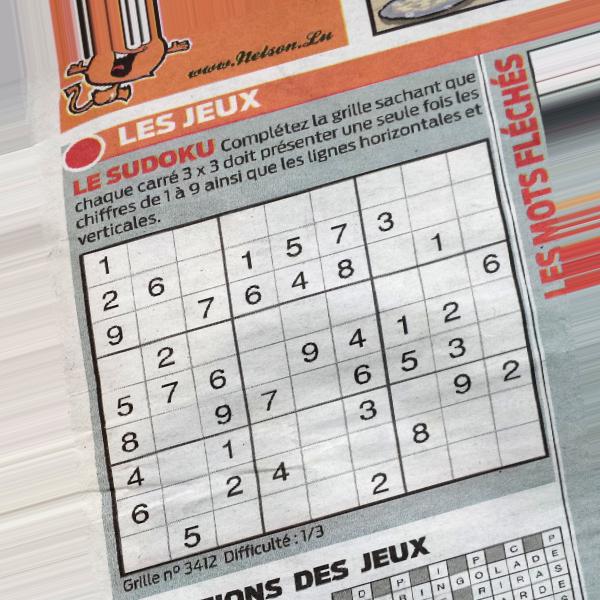 www.Nelson.Lu
LES JEUX
LE SUDOKU Complétez la grille sachant que
chaque carré 3 x 3 doit présenter une seule fois les
chiffres de 1 à 9 ainsi que les lignes horizontales et
verticales.
1
2 6 1 5 7 3
9 7 6 4 8 1
2 6
5 7 6 9 4 1 2
8 9 7 6 5 3
4 1 3 9 2
6 2 4 8
5 2
Grille n° 3412 Difficulté : 1/3
LES MOTS FLÉCHÉS
IONS DES JEUX